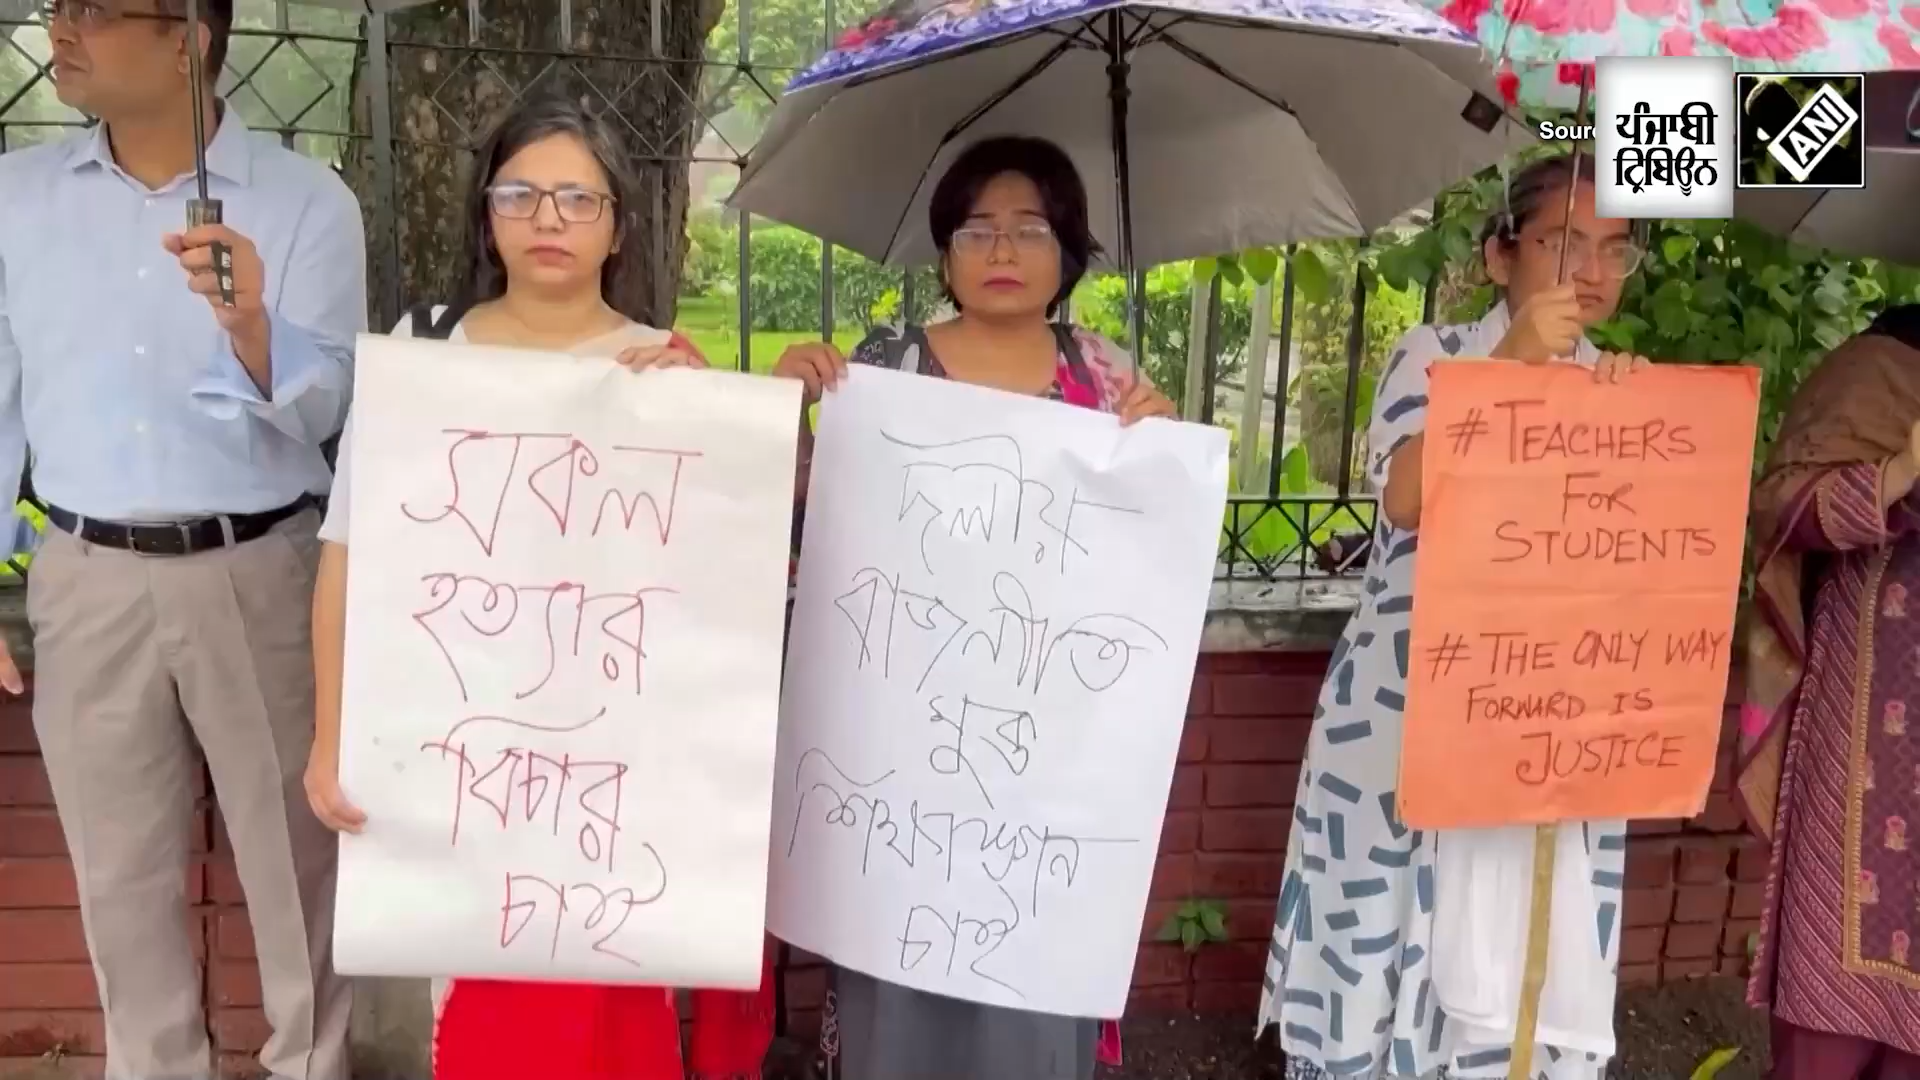 সকল
হত্যার
বিচার
চাই
দলীয়
রাজনীতি
মুক্ত
শিক্ষাঙ্গন
চাই
# TEACHERS
FOR
STUDENTS
# THE ONLY WAY
FORWARD IS
JUSTICE
ਪੰਜਾਬੀ
ਟ੍ਰਿਬਿਊਨ
ANI